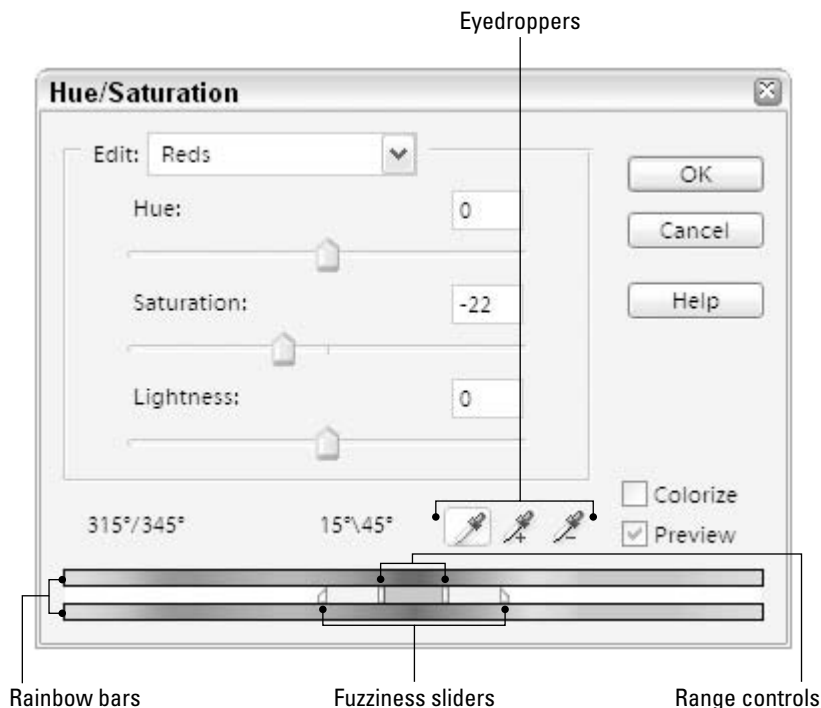 Eyedroppers
Hue/Saturation
Edit: Reds
OK
Hue: 0
Cancel
Saturation: -22
Help
Lightness: 0
Colorize
315°/345° 15°\45°
Preview
Rainbow bars Fuzziness sliders Range controls